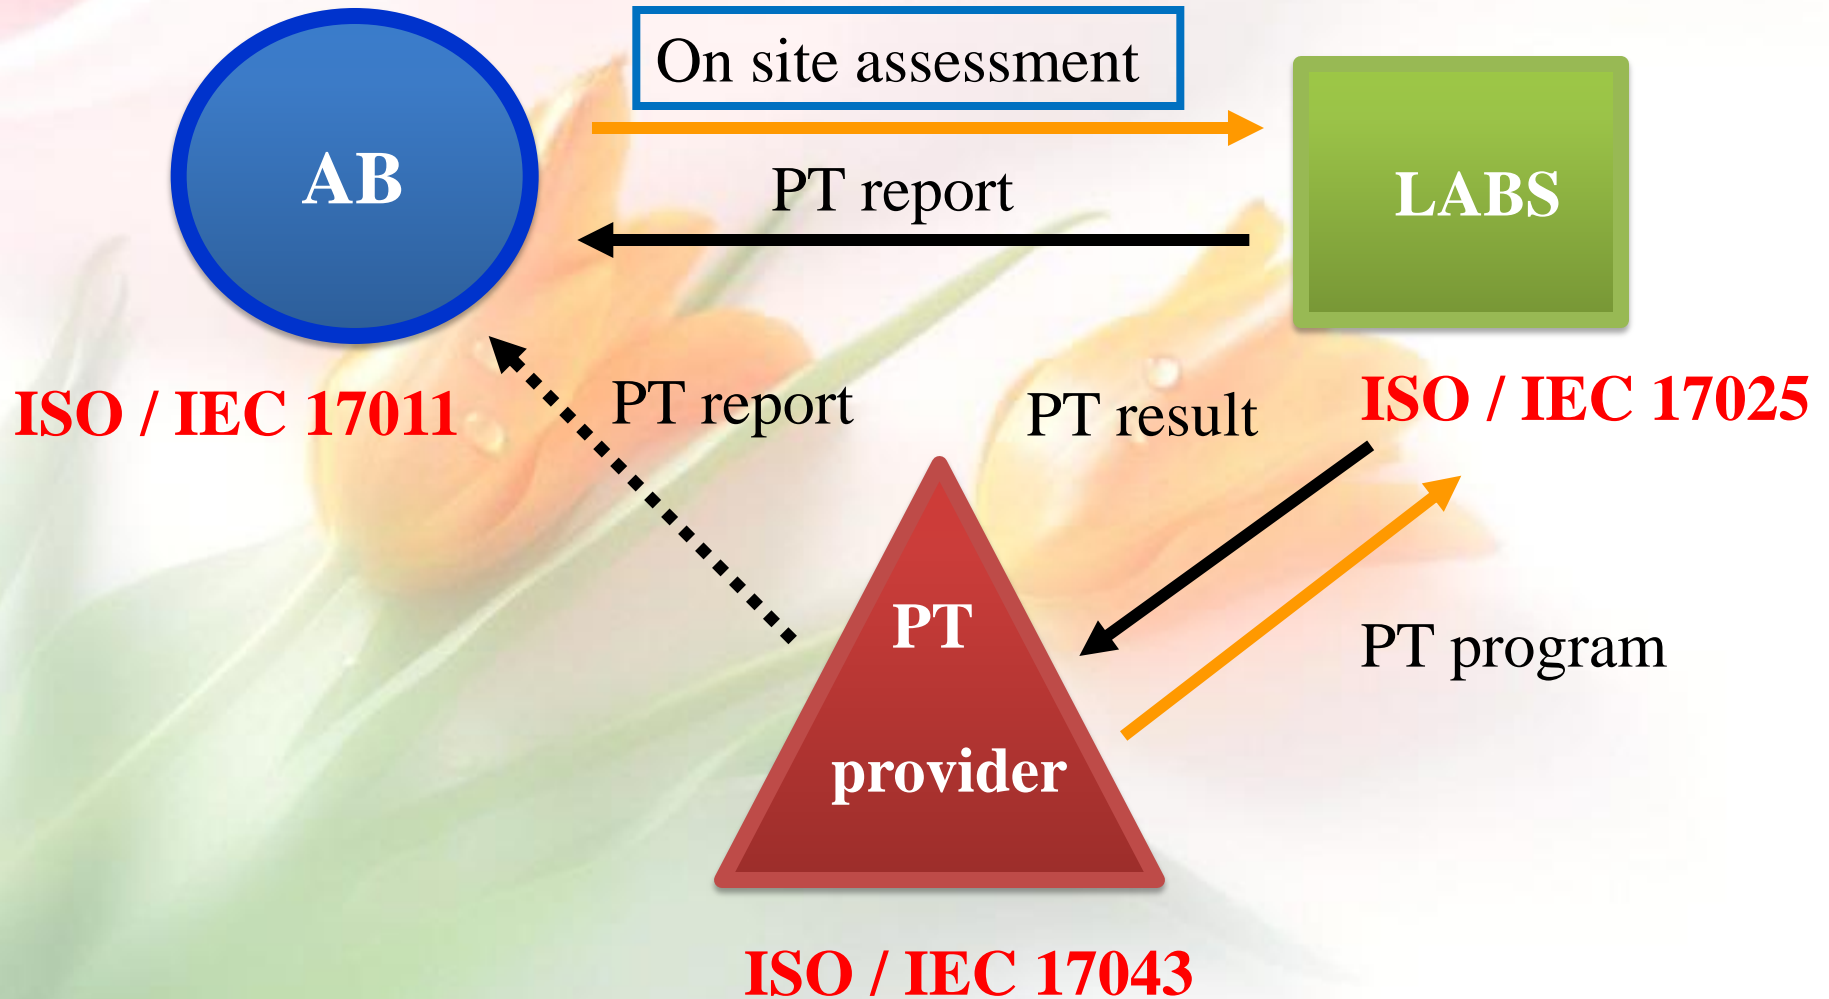 On site assessment
AB
PT report
LABS
ISO / IEC 17011
PT report
PT result
ISO / IEC 17025
PT
provider
PT program
ISO / IEC 17043